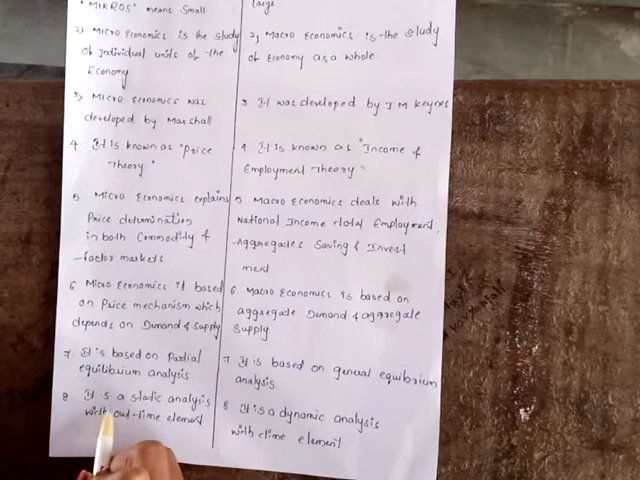 "MIKROS" means Small
2) Micro Economics is the study
of Individual units of the
Economy
3 Micro Economics was
developed by Marshall
4 It is known as "Price
Theory"
5 Micro Economics explains
Price determination
in both Commodity &
factor markets
6 Micro Economics is based
on Price mechanism which
depends on Demand & Supply
7 It is based on Partial
equilibrium analysis
8 It is a static analysis
with out time element
large
2) Macro Economics is the study
of Economy as a whole
3 It was developed by J M Keynes
4 It is known as "Income &
Employment Theory"
5 Macro Economics deals with
National Income total Employment,
Aggregates Saving & Invest
ment
6 Macro Economics is based on
aggregate Demand & aggregate
Supply
7 It is based on general equilibrium
analysis.
8 It is a dynamic analysis
with time element